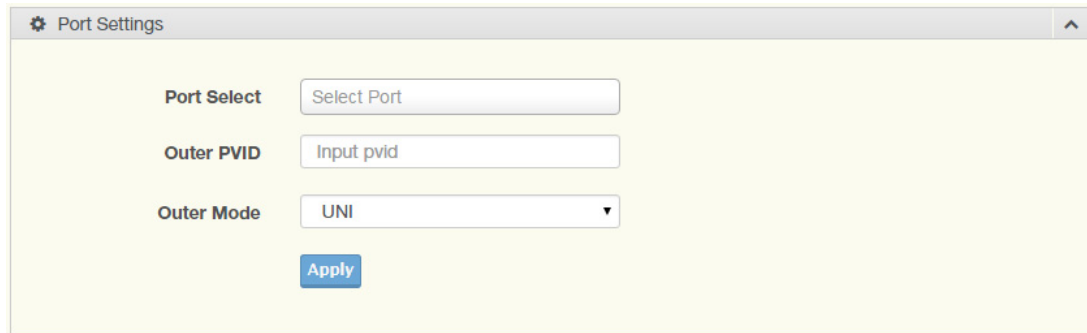 Port Settings
Port Select Select Port
Outer PVID Input pvid
Outer Mode UNI
Apply